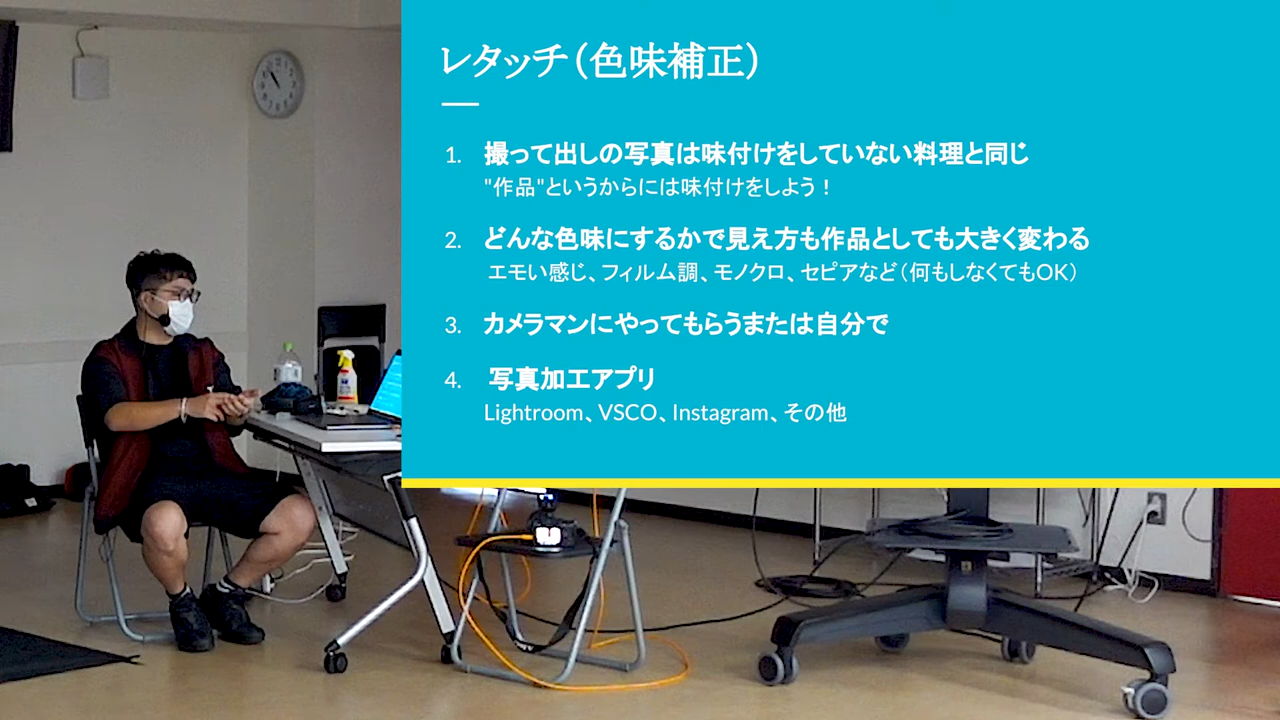 レタッチ（色味補正）
1. 撮って出しの写真は味付けをしていない料理と同じ
"作品"というからには味付けをしよう！
2. どんな色味にするかで見え方も作品としても大きく変わる
エモい感じ、フィルム調、モノクロ、セピアなど（何もしなくてもOK）
3. カメラマンにやってもらうまたは自分で
4. 写真加工アプリ
Lightroom、VSCO、Instagram、その他